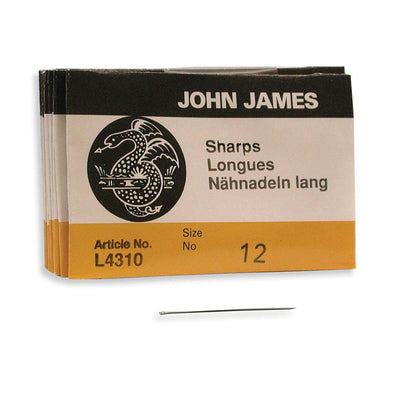 JOHN JAMES
Sharps
Longues
Nähnadeln lang
Article No.
L4310
Size
No 12